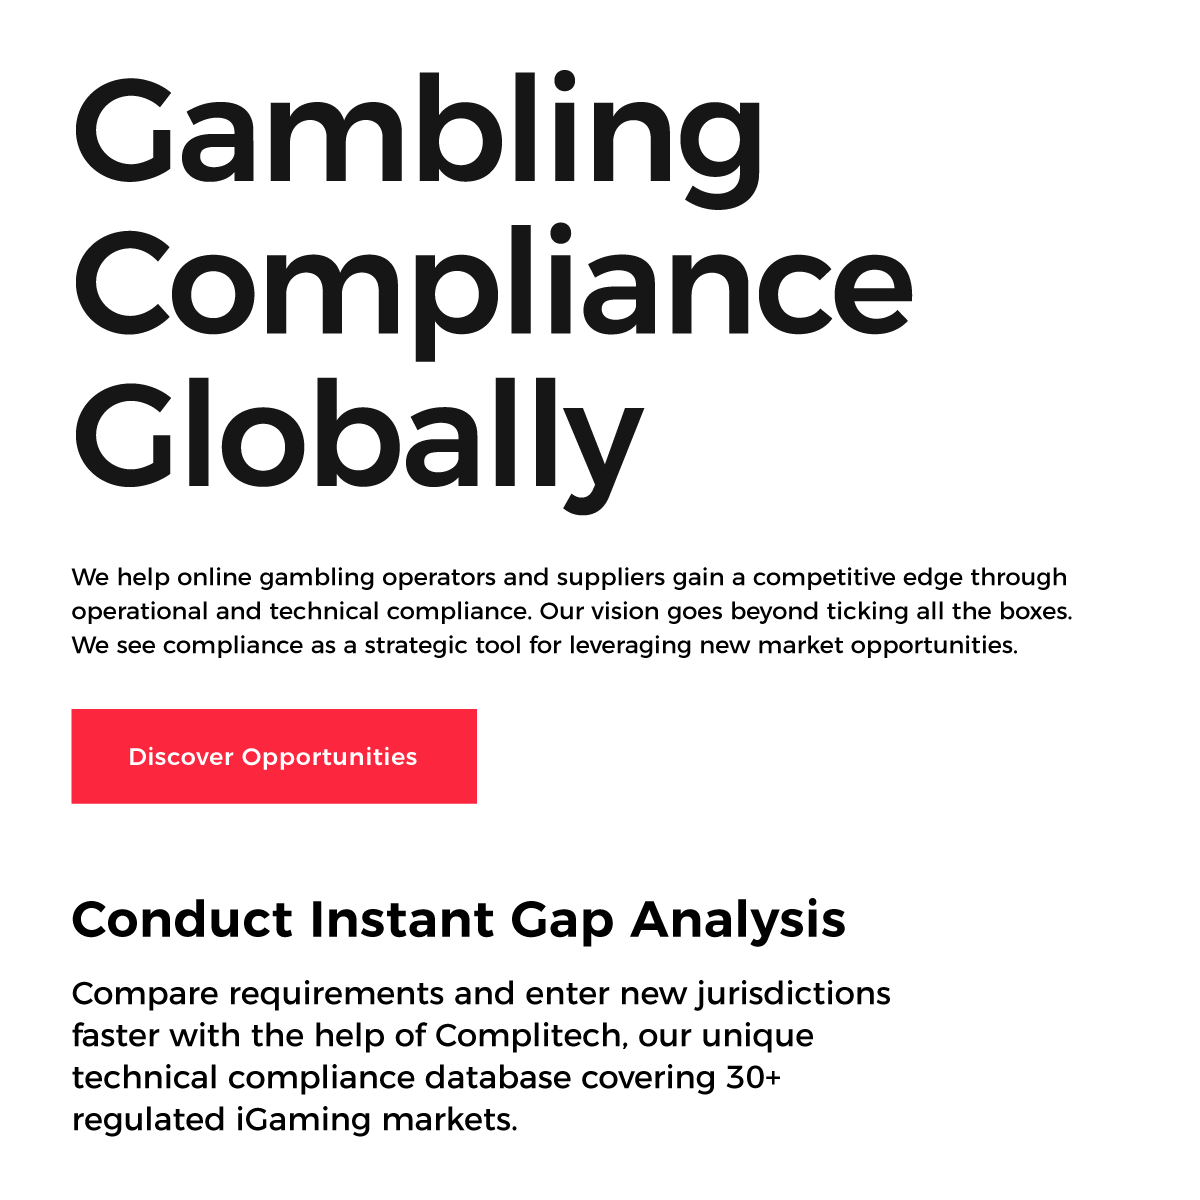 Gambling
Compliance
Globally
We help online gambling operators and suppliers gain a competitive edge through
operational and technical compliance. Our vision goes beyond ticking all the boxes.
We see compliance as a strategic tool for leveraging new market opportunities.
Discover Opportunities
Conduct Instant Gap Analysis
Compare requirements and enter new jurisdictions
faster with the help of Complitech, our unique
technical compliance database covering 30+
regulated iGaming markets.